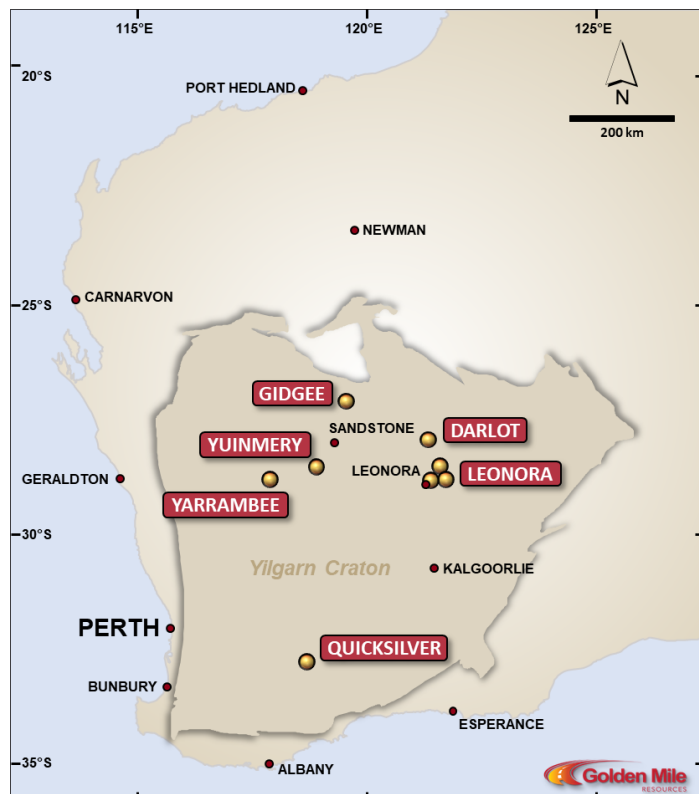 115°E
120°E
125°E
20°S
PORT HEDLAND
N
200 km
NEWMAN
25°S
CARNARVON
GIDGEE
SANDSTONE
DARLOT
YUINMERY
LEONORA
LEONORA
GERALDTON
YARRAMBEE
30°S
Yilgarn Craton
KALGOORLIE
PERTH
QUICKSILVER
BUNBURY
ESPERANCE
35°S
ALBANY
Golden Mile
RESOURCES